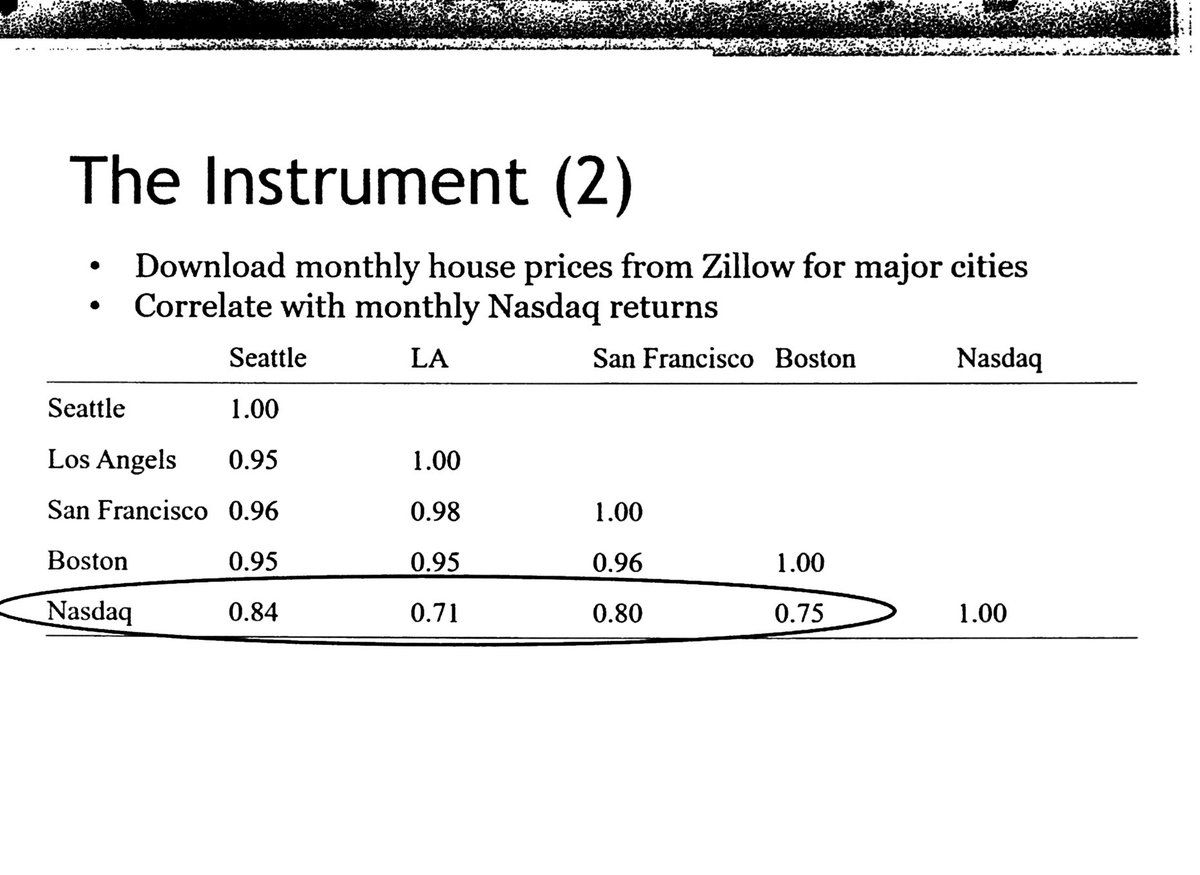 The Instrument (2)
• Download monthly house prices from Zillow for major cities
• Correlate with monthly Nasdaq returns
Seattle LA San Francisco Boston Nasdaq
Seattle 1.00
Los Angels 0.95 1.00
San Francisco 0.96 0.98 1.00
Boston 0.95 0.95 0.96 1.00
Nasdaq 0.84 0.71 0.80 0.75 1.00